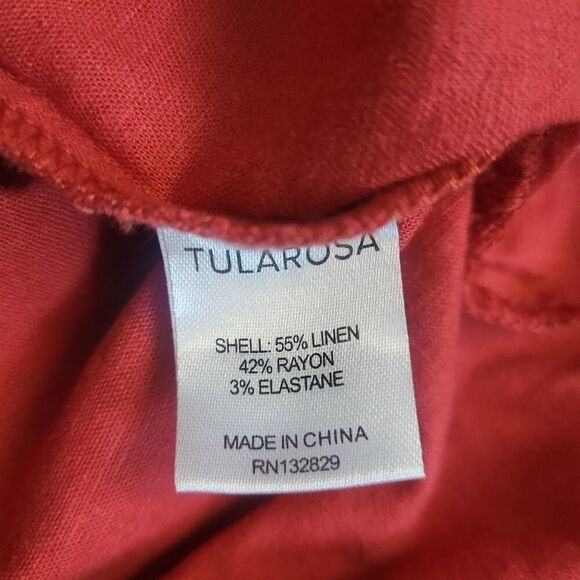 TULAROSA
SHELL: 55% LINEN
42% RAYON
3% ELASTANE
MADE IN CHINA
RN132829